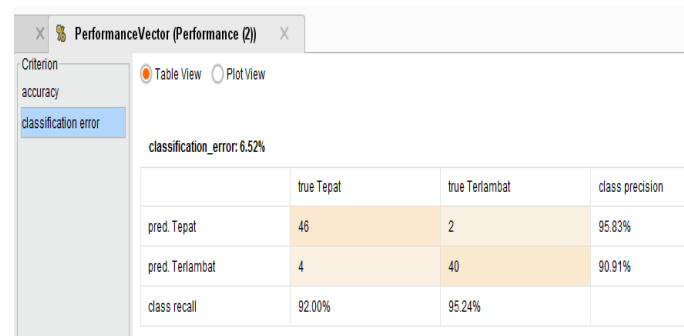 PerformanceVector (Performance (2))
Criterion
accuracy
classification error
Table View Plot View
classification_error: 6.52%
true Tepat true Terlambat class precision
pred. Tepat 46 2 95.83%
pred. Terlambat 4 40 90.91%
class recall 92.00% 95.24%